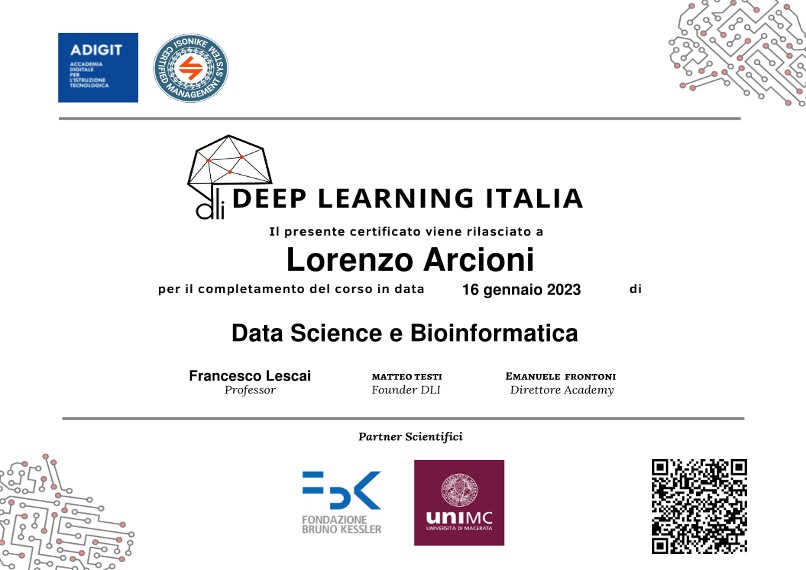 ADIGIT
ACCADEMIA
DIGITALE
PER
L'ISTRUZIONE
TECNOLOGICA
ISONIKE CERTIFIED MANAGEMENT SYSTEM
dli DEEP LEARNING ITALIA
Il presente certificato viene rilasciato a
Lorenzo Arcioni
per il completamento del corso in data 16 gennaio 2023 di
Data Science e Bioinformatica
Francesco Lescai MATTEO TESTI EMANUELE FRONTONI
Professor Founder DLI Direttore Academy
Partner Scientifici
FBK
FONDAZIONE
BRUNO KESSLER
unimc
UNIVERSITÀ DI MACERATA